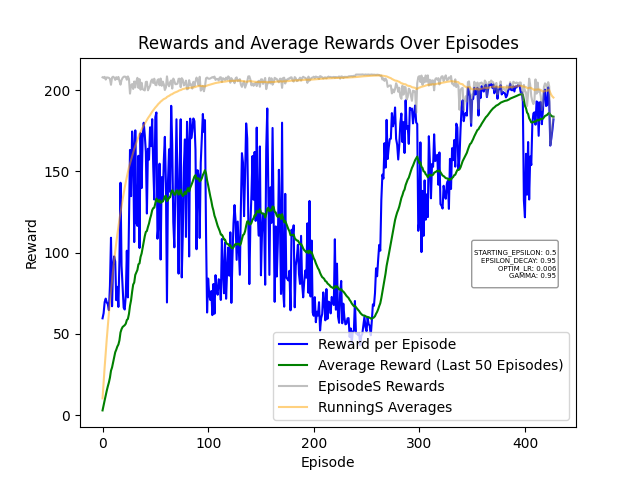 Rewards and Average Rewards Over Episodes
Reward
200
150
100
50
0
STARTING_EPSILON: 0.5
EPSILON_DECAY: 0.95
OPTIM_LR: 0.006
GAMMA: 0.95
Reward per Episode
Average Reward (Last 50 Episodes)
EpisodeS Rewards
RunningS Averages
0 100 200 300 400
Episode